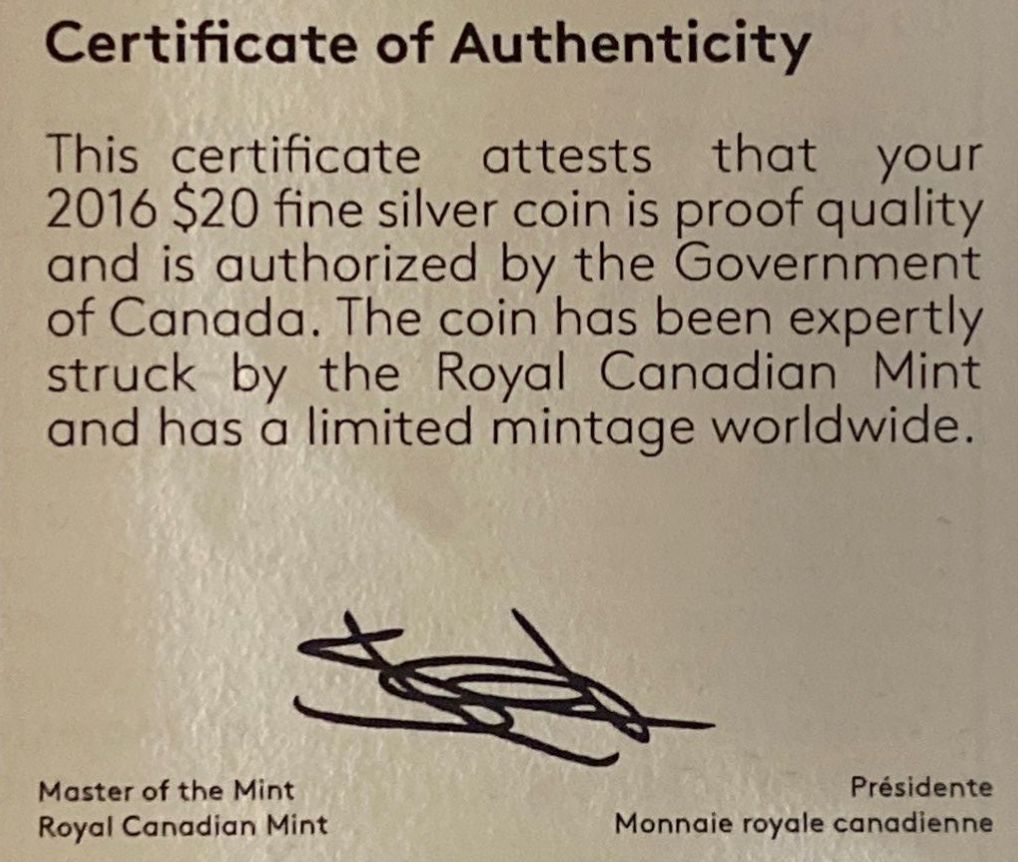 Certificate of Authenticity
This certificate attests that your
2016 $20 fine silver coin is proof quality
and is authorized by the Government
of Canada. The coin has been expertly
struck by the Royal Canadian Mint
and has a limited mintage worldwide.
Master of the Mint
Royal Canadian Mint
Présidente
Monnaie royale canadienne